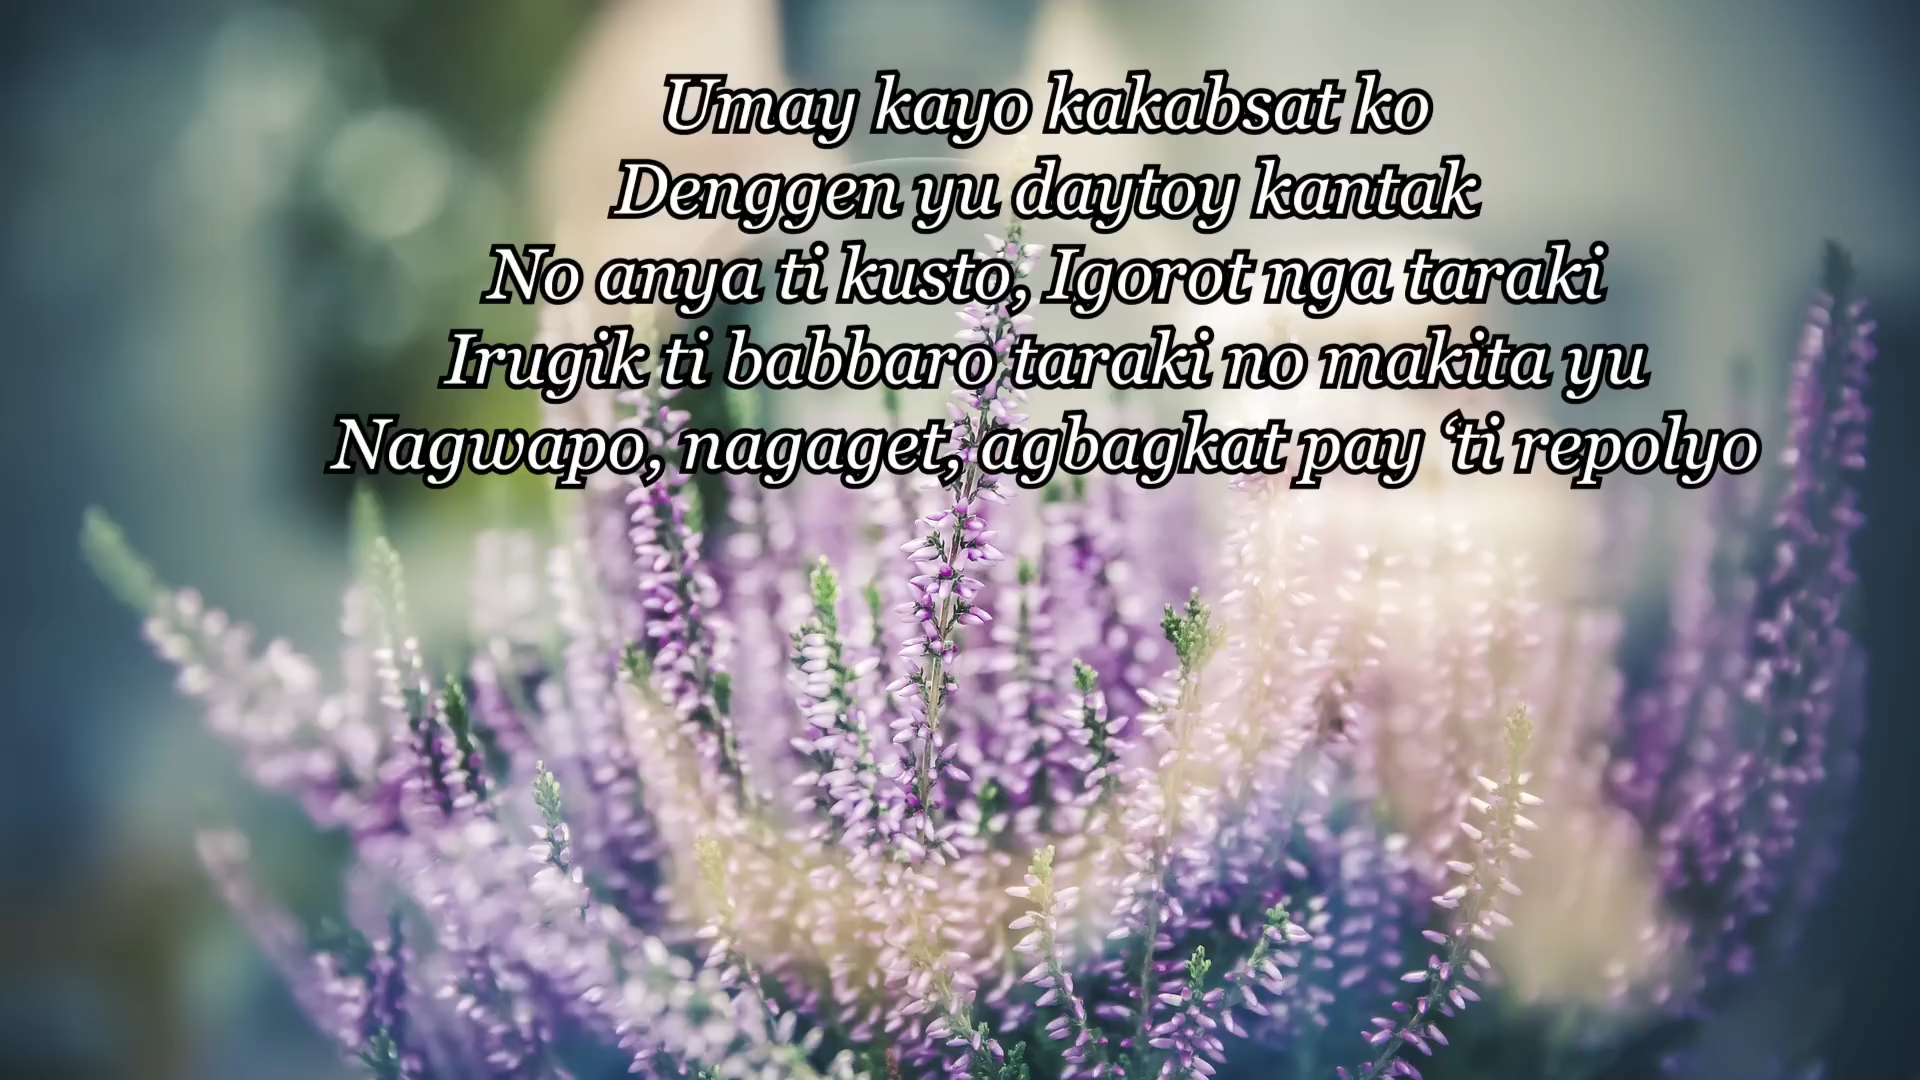 Umay kayo kakabsat ko
Denggen yu daytoy kantak
No anya ti kusto, Igorot nga taraki
Irugik ti babbaro taraki no makita yu
Nagwapo, nagaget, agbagkat pay ‘ti repolyo